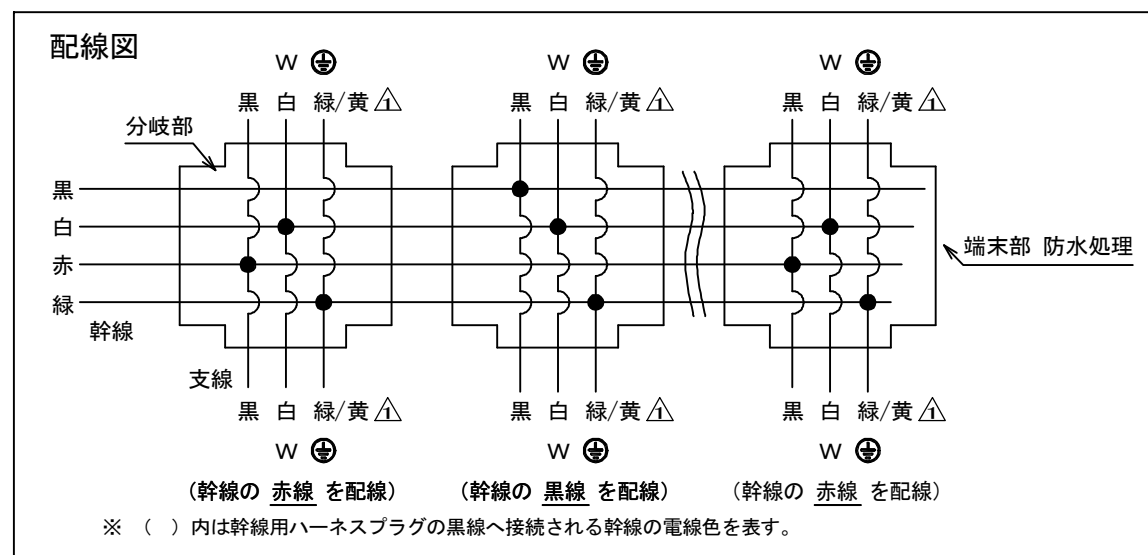 配線図
W W W
黒 白 緑/黄 1 黒 白 緑/黄 1 黒 白 緑/黄 1
分岐部
黒
白
赤
緑
幹線
端末部 防水処理
支線
黒 白 緑/黄 1 黒 白 緑/黄 1 黒 白 緑/黄 1
W W W
(幹線の 赤線 を配線) (幹線の 黒線 を配線) (幹線の 赤線 を配線)
※ ( ) 内は幹線用ハーネスプラグの黒線へ接続される幹線の電線色を表す。